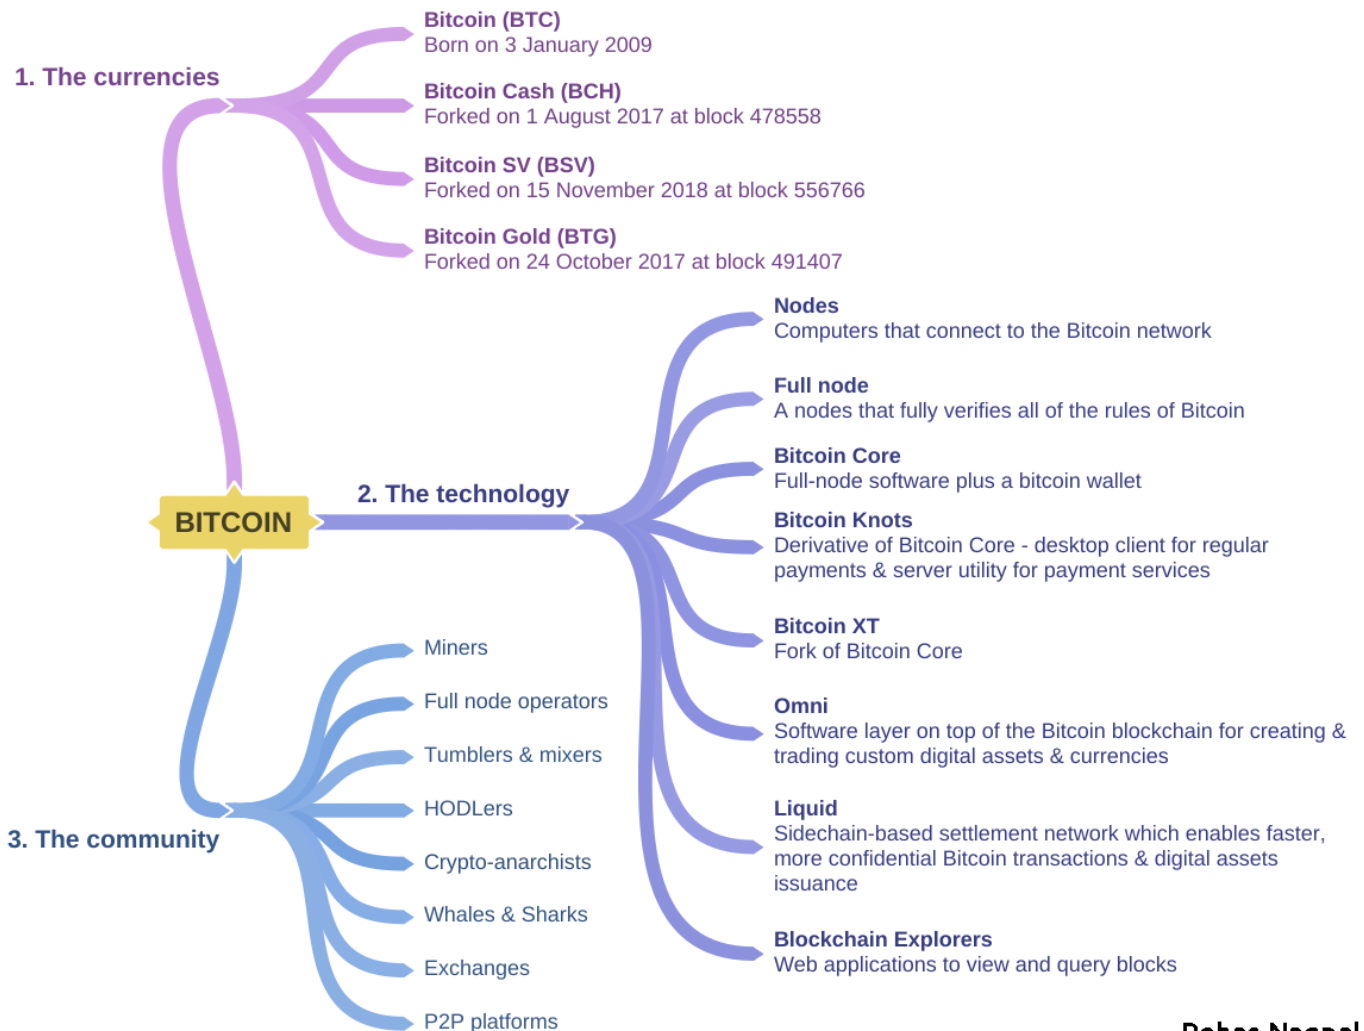 1. The currencies
Bitcoin (BTC)
Born on 3 January 2009
Bitcoin Cash (BCH)
Forked on 1 August 2017 at block 478558
Bitcoin SV (BSV)
Forked on 15 November 2018 at block 556766
Bitcoin Gold (BTG)
Forked on 24 October 2017 at block 491407
BITCOIN
2. The technology
Nodes
Computers that connect to the Bitcoin network
Full node
A nodes that fully verifies all of the rules of Bitcoin
Bitcoin Core
Full-node software plus a bitcoin wallet
Bitcoin Knots
Derivative of Bitcoin Core - desktop client for regular
payments & server utility for payment services
Bitcoin XT
Fork of Bitcoin Core
Omni
Software layer on top of the Bitcoin blockchain for creating &
trading custom digital assets & currencies
Liquid
Sidechain-based settlement network which enables faster,
more confidential Bitcoin transactions & digital assets
issuance
Blockchain Explorers
Web applications to view and query blocks
3. The community
Miners
Full node operators
Tumblers & mixers
HODLers
Crypto-anarchists
Whales & Sharks
Exchanges
P2P platforms